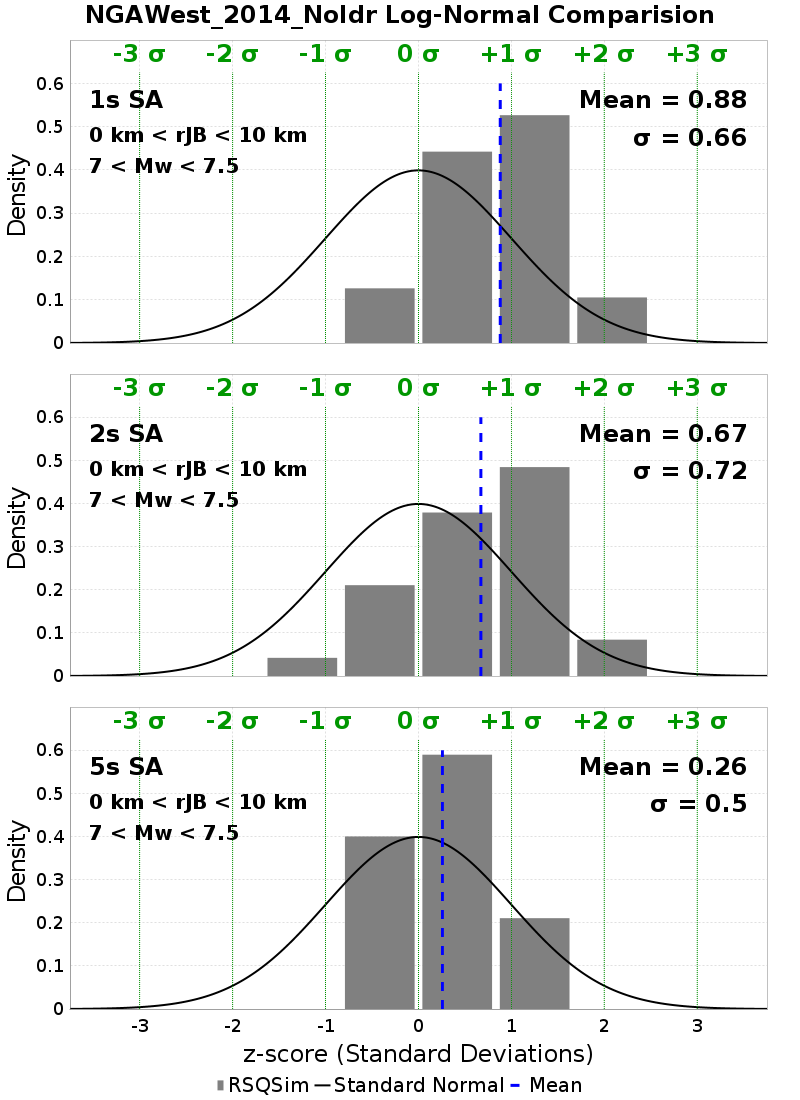 NGAWest_2014_NoIdr Log-Normal Comparision
-3 σ -2 σ -1 σ 0 σ +1 σ +2 σ +3 σ
1s SA
0 km < rJB < 10 km
7 < Mw < 7.5
Mean = 0.88
σ = 0.66
Density
0.6
0.5
0.4
0.3
0.2
0.1
0
-3 σ -2 σ -1 σ 0 σ +1 σ +2 σ +3 σ
2s SA
0 km < rJB < 10 km
7 < Mw < 7.5
Mean = 0.67
σ = 0.72
Density
0.6
0.5
0.4
0.3
0.2
0.1
0
-3 σ -2 σ -1 σ 0 σ +1 σ +2 σ +3 σ
5s SA
0 km < rJB < 10 km
7 < Mw < 7.5
Mean = 0.26
σ = 0.5
Density
0.6
0.5
0.4
0.3
0.2
0.1
0
-3 -2 -1 0 1 2 3
z-score (Standard Deviations)
RSQSim Standard Normal Mean